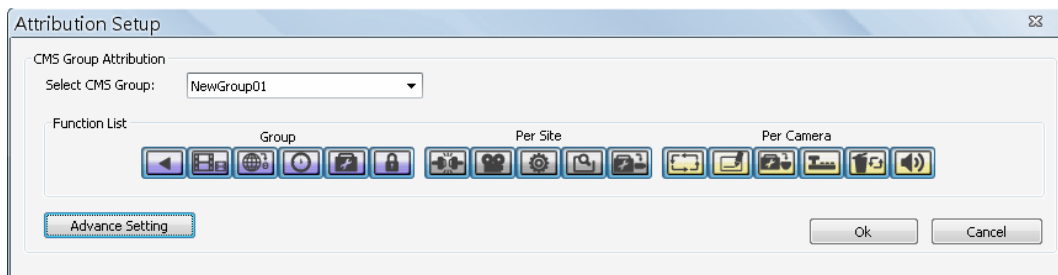 Attribution Setup
CMS Group Attribution
Select CMS Group: NewGroup01
Function List
Group Per Site Per Camera
Advance Setting Ok Cancel